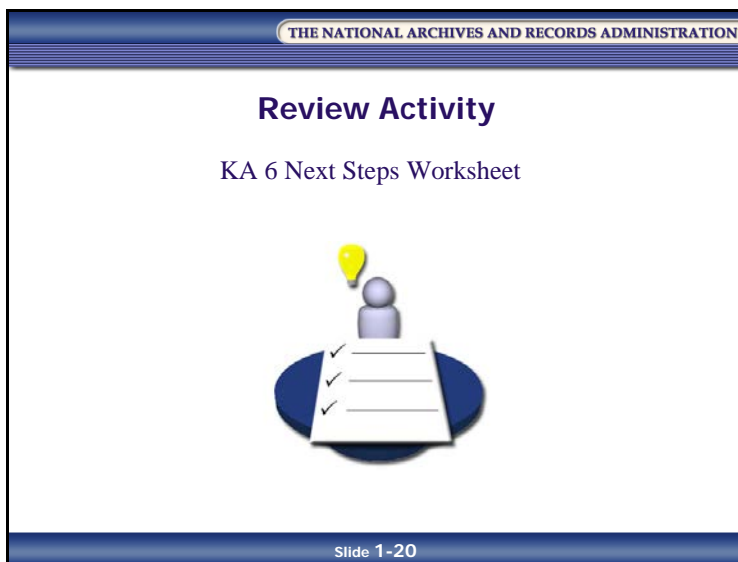 THE NATIONAL ARCHIVES AND RECORDS ADMINISTRATION
Review Activity
KA 6 Next Steps Worksheet
Slide 1-20